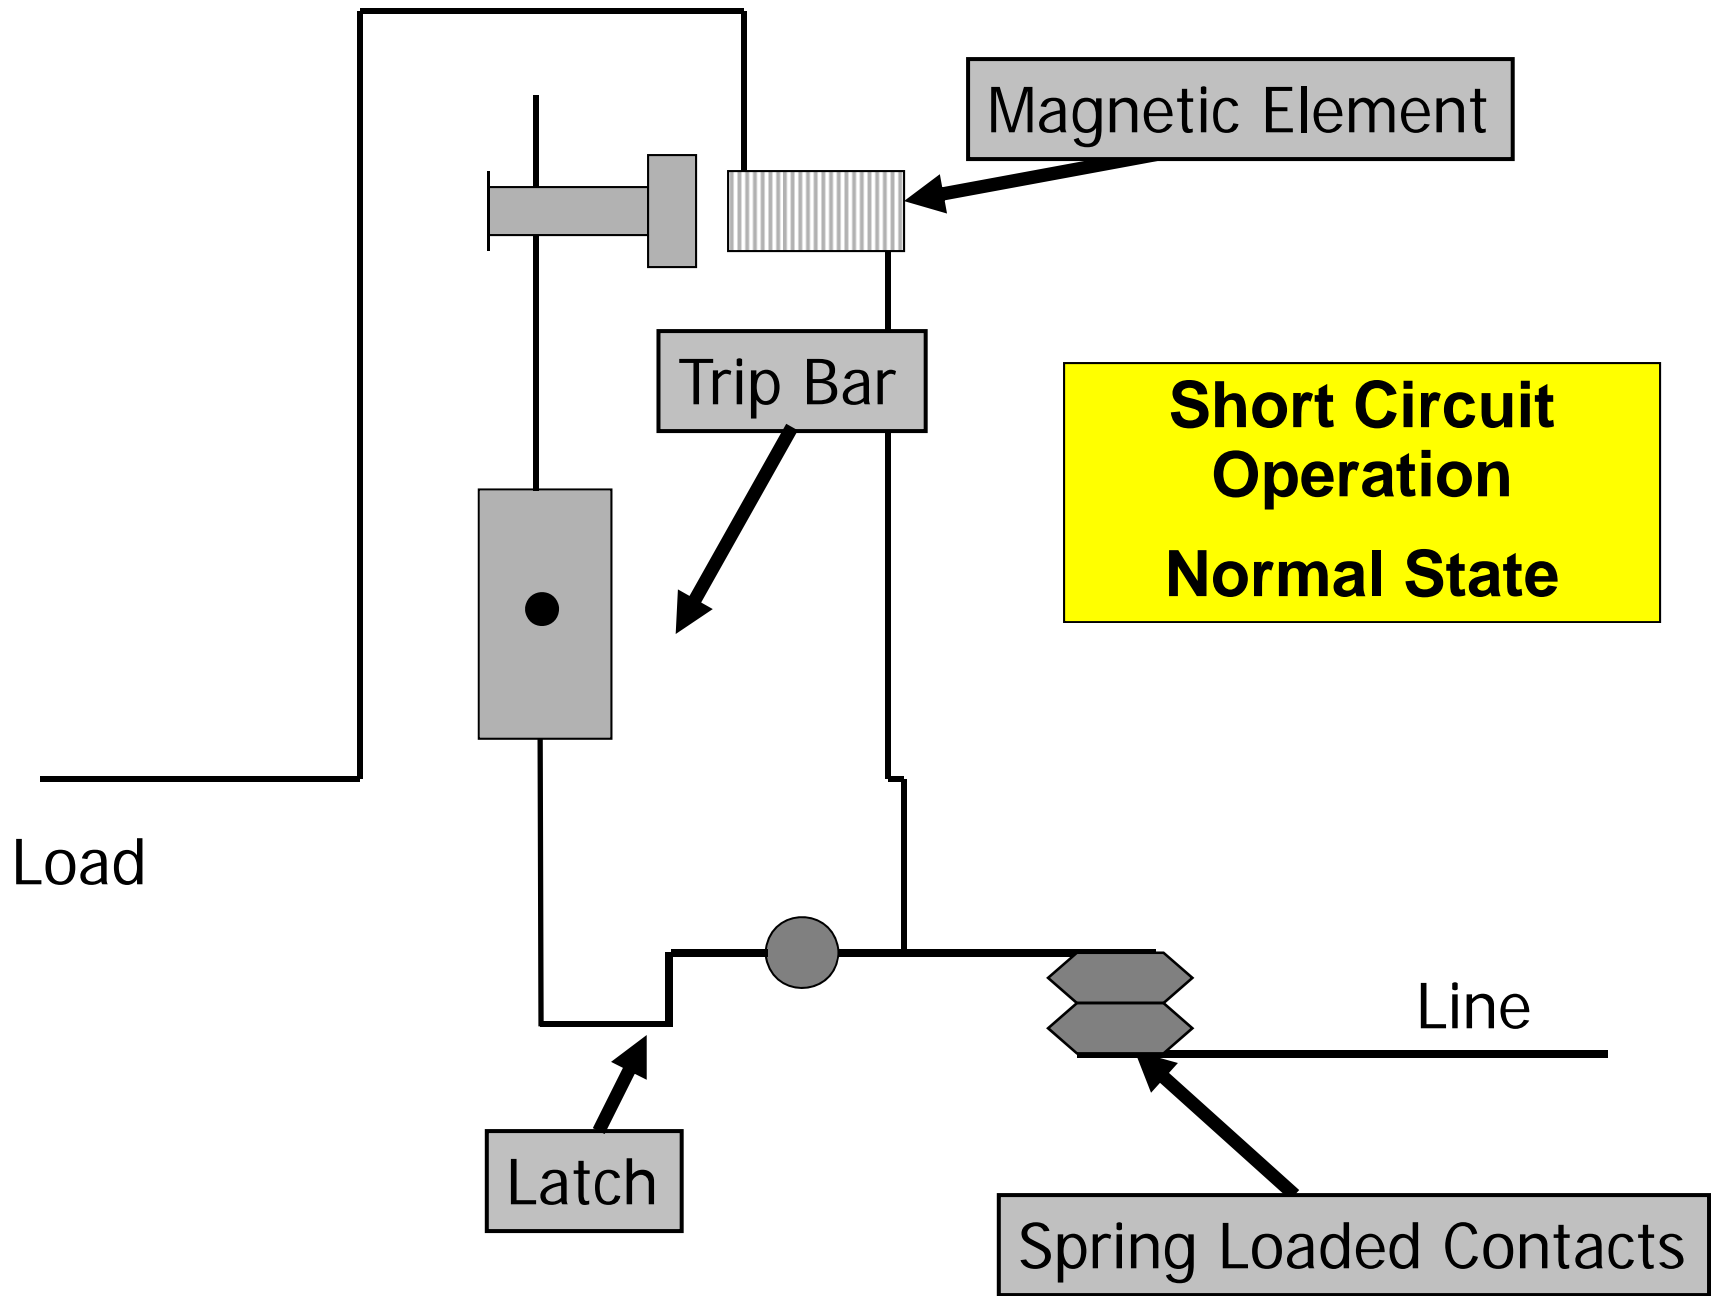 Magnetic Element
Trip Bar
Short Circuit
Operation
Normal State
Load
Line
Latch
Spring Loaded Contacts